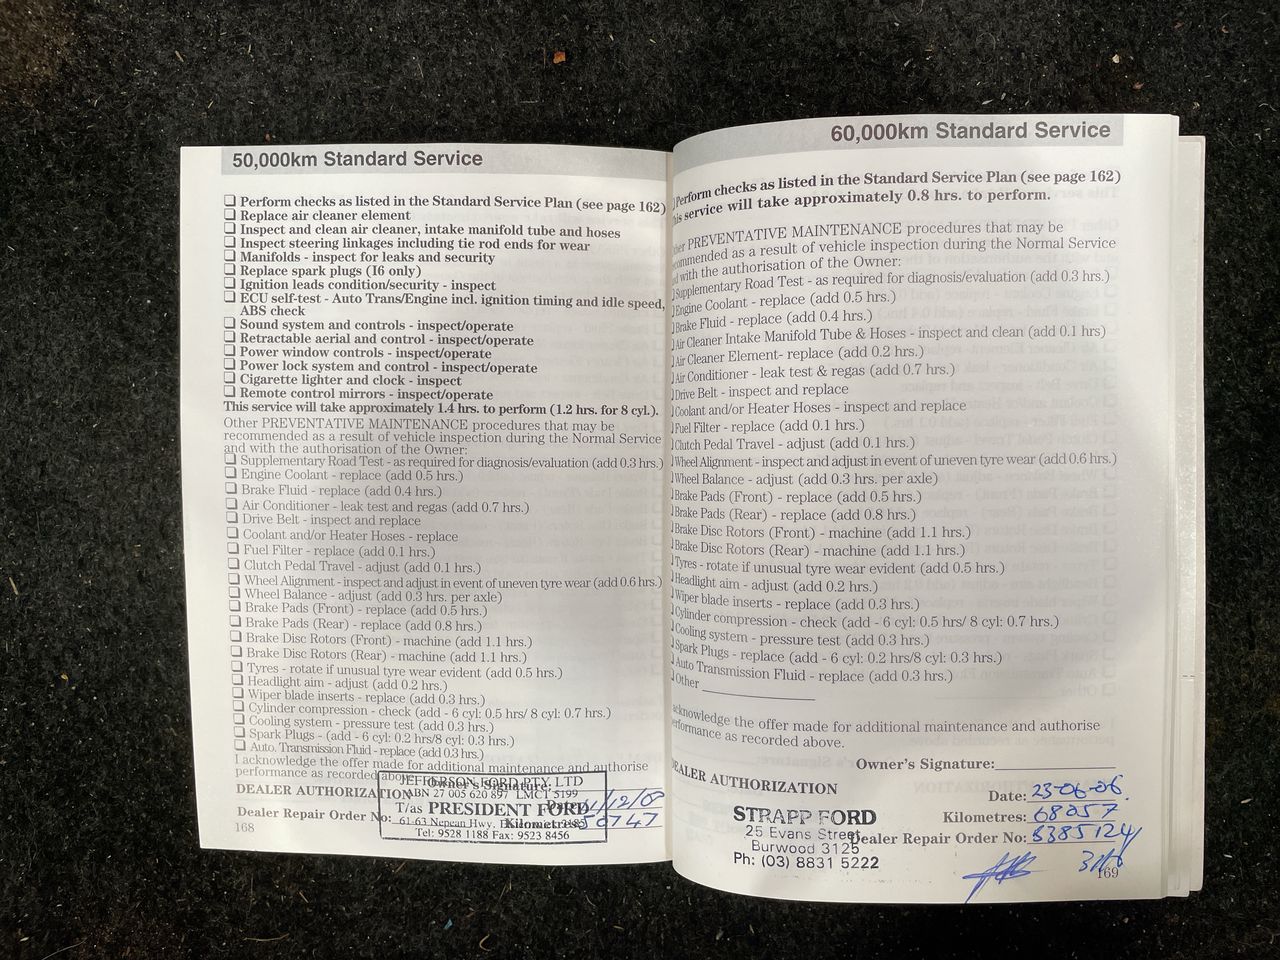 50,000km Standard Service
❏ Perform checks as listed in the Standard Service Plan (see page 162)
❏ Replace air cleaner element
❏ Inspect and clean air cleaner, intake manifold tube and hoses
❏ Inspect steering linkages including tie rod ends for wear
❏ Manifolds - inspect for leaks and security
❏ Replace spark plugs (I6 only)
❏ Ignition leads condition/security - inspect
❏ ECU self-test - Auto Trans/Engine incl. ignition timing and idle speed,
ABS check
❏ Sound system and controls - inspect/operate
❏ Retractable aerial and control - inspect/operate
❏ Power window controls - inspect/operate
❏ Power lock system and control - inspect/operate
❏ Cigarette lighter and clock - inspect
❏ Remote control mirrors - inspect/operate
This service will take approximately 1.4 hrs. to perform (1.2 hrs. for 8 cyl.).
Other PREVENTATIVE MAINTENANCE procedures that may be
recommended as a result of vehicle inspection during the Normal Service
and with the authorisation of the Owner:
❏ Supplementary Road Test - as required for diagnosis/evaluation (add 0.3 hrs.)
❏ Engine Coolant - replace (add 0.5 hrs.)
❏ Brake Fluid - replace (add 0.4 hrs.)
❏ Air Conditioner - leak test and regas (add 0.7 hrs.)
❏ Drive Belt - inspect and replace
❏ Coolant and/or Heater Hoses - replace
❏ Fuel Filter - replace (add 0.1 hrs.)
❏ Clutch Pedal Travel - adjust (add 0.1 hrs.)
❏ Wheel Alignment - inspect and adjust in event of uneven tyre wear (add 0.6 hrs.)
❏ Wheel Balance - adjust (add 0.3 hrs. per axle)
❏ Brake Pads (Front) - replace (add 0.5 hrs.)
❏ Brake Pads (Rear) - replace (add 0.8 hrs.)
❏ Brake Disc Rotors (Front) - machine (add 1.1 hrs.)
❏ Brake Disc Rotors (Rear) - machine (add 1.1 hrs.)
❏ Tyres - rotate if unusual tyre wear evident (add 0.5 hrs.)
❏ Headlight aim - adjust (add 0.2 hrs.)
❏ Wiper blade inserts - replace (add 0.3 hrs.)
❏ Cylinder compression - check (add - 6 cyl: 0.5 hrs/ 8 cyl: 0.7 hrs.)
❏ Cooling system - pressure test (add 0.3 hrs.)
❏ Spark Plugs - (add - 6 cyl: 0.2 hrs/8 cyl: 0.3 hrs.)
❏ Auto. Transmission Fluid - replace (add 0.3 hrs.)
I acknowledge the offer made for additional maintenance and authorise
performance as recorded above.
Owner's Signature:
DEALER AUTHORIZATION
Dealer Repair Order No:
Kilometres: 50747
JEFFERSON FORD PTY. LTD
ABN 27 005 620 897 LMCT 5199
T/as PRESIDENT FORD
61-63 Nepean Hwy. 3185
Tel: 9528 1188 Fax: 9523 8456
168
60,000km Standard Service
Perform checks as listed in the Standard Service Plan (see page 162)
his service will take approximately 0.8 hrs. to perform.
her PREVENTATIVE MAINTENANCE procedures that may be
commended as a result of vehicle inspection during the Normal Service
d with the authorisation of the Owner:
Supplementary Road Test - as required for diagnosis/evaluation (add 0.3 hrs.)
Engine Coolant - replace (add 0.5 hrs.)
Brake Fluid - replace (add 0.4 hrs.)
Air Cleaner Intake Manifold Tube & Hoses - inspect and clean (add 0.1 hrs)
Air Cleaner Element- replace (add 0.2 hrs.)
Air Conditioner - leak test & regas (add 0.7 hrs.)
Drive Belt - inspect and replace
Coolant and/or Heater Hoses - inspect and replace
Fuel Filter - replace (add 0.1 hrs.)
Clutch Pedal Travel - adjust (add 0.1 hrs.)
Wheel Alignment - inspect and adjust in event of uneven tyre wear (add 0.6 hrs.)
Wheel Balance - adjust (add 0.3 hrs. per axle)
Brake Pads (Front) - replace (add 0.5 hrs.)
Brake Pads (Rear) - replace (add 0.8 hrs.)
Brake Disc Rotors (Front) - machine (add 1.1 hrs.)
Brake Disc Rotors (Rear) - machine (add 1.1 hrs.)
Tyres - rotate if unusual tyre wear evident (add 0.5 hrs.)
Headlight aim - adjust (add 0.2 hrs.)
Wiper blade inserts - replace (add 0.3 hrs.)
Cylinder compression - check (add - 6 cyl: 0.5 hrs/ 8 cyl: 0.7 hrs.)
Cooling system - pressure test (add 0.3 hrs.)
Spark Plugs - replace (add - 6 cyl: 0.2 hrs/8 cyl: 0.3 hrs.)
Auto Transmission Fluid - replace (add 0.3 hrs.)
Other
acknowledge the offer made for additional maintenance and authorise
erformance as recorded above.
Owner's Signature:
DEALER AUTHORIZATION
Date: 23-06-06.
Kilometres: 68057
Dealer Repair Order No: 8385124
STRAPP FORD
25 Evans Street
Burwood 3125
Ph: (03) 8831 5222
169